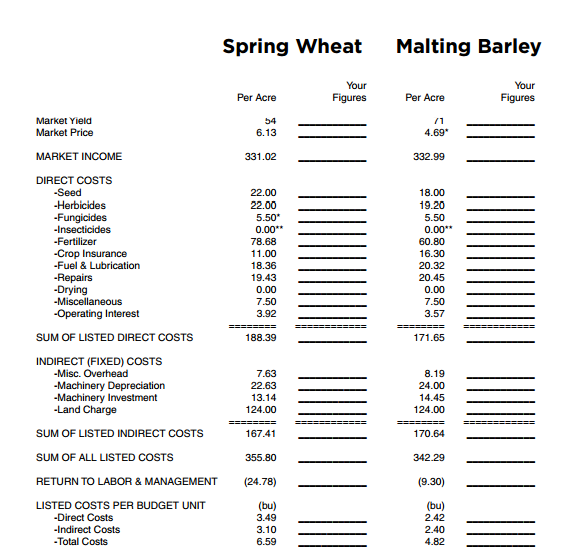 Spring Wheat Malting Barley
Your Your
Per Acre Figures Per Acre Figures
Market Yield 54 71
Market Price 6.13 4.69*
MARKET INCOME 331.02 332.99
DIRECT COSTS
-Seed 22.00 18.00
-Herbicides 22.00 19.20
-Fungicides 5.50* 5.50
-Insecticides 0.00** 0.00**
-Fertilizer 78.68 60.80
-Crop Insurance 11.00 16.30
-Fuel & Lubrication 18.36 20.32
-Repairs 19.43 20.45
-Drying 0.00 0.00
-Miscellaneous 7.50 7.50
-Operating Interest 3.92 3.57
SUM OF LISTED DIRECT COSTS 188.39 171.65
INDIRECT (FIXED) COSTS
-Misc. Overhead 7.63 8.19
-Machinery Depreciation 22.63 24.00
-Machinery Investment 13.14 14.45
-Land Charge 124.00 124.00
SUM OF LISTED INDIRECT COSTS 167.41 170.64
SUM OF ALL LISTED COSTS 355.80 342.29
RETURN TO LABOR & MANAGEMENT (24.78) (9.30)
LISTED COSTS PER BUDGET UNIT (bu) (bu)
-Direct Costs 3.49 2.42
-Indirect Costs 3.10 2.40
-Total Costs 6.59 4.82